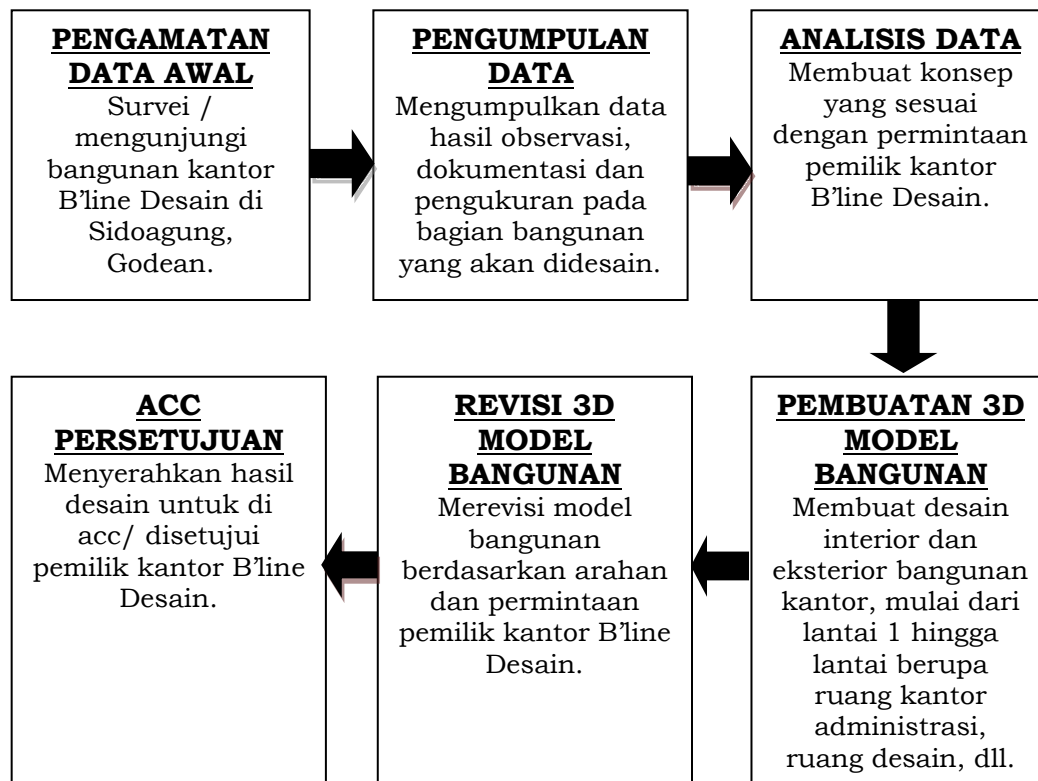 PENGAMATAN
DATA AWAL
Survei /
mengunjungi
bangunan kantor
B'line Desain di
Sidoagung,
Godean.
PENGUMPULAN
DATA
Mengumpulkan data
hasil observasi,
dokumentasi dan
pengukuran pada
bagian bangunan
yang akan didesain.
ANALISIS DATA
Membuat konsep
yang sesuai
dengan permintaan
pemilik kantor
B'line Desain.
PEMBUATAN 3D
MODEL
BANGUNAN
Membuat desain
interior dan
eksterior bangunan
kantor, mulai dari
lantai 1 hingga
lantai berupa
ruang kantor
administrasi,
ruang desain, dll.
REVISI 3D
MODEL
BANGUNAN
Merevisi model
bangunan
berdasarkan arahan
dan permintaan
pemilik kantor B'line
Desain.
ACC
PERSETUJUAN
Menyerahkan hasil
desain untuk di
acc/ disetujui
pemilik kantor B'line
Desain.